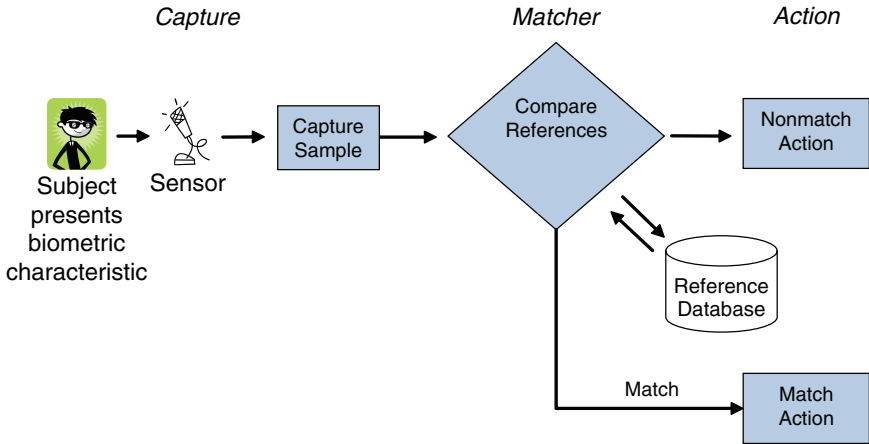 Capture
Matcher
Action
Subject
presents
biometric
characteristic
Sensor
Capture
Sample
Compare
References
Nonmatch
Action
Reference
Database
Match
Match
Action